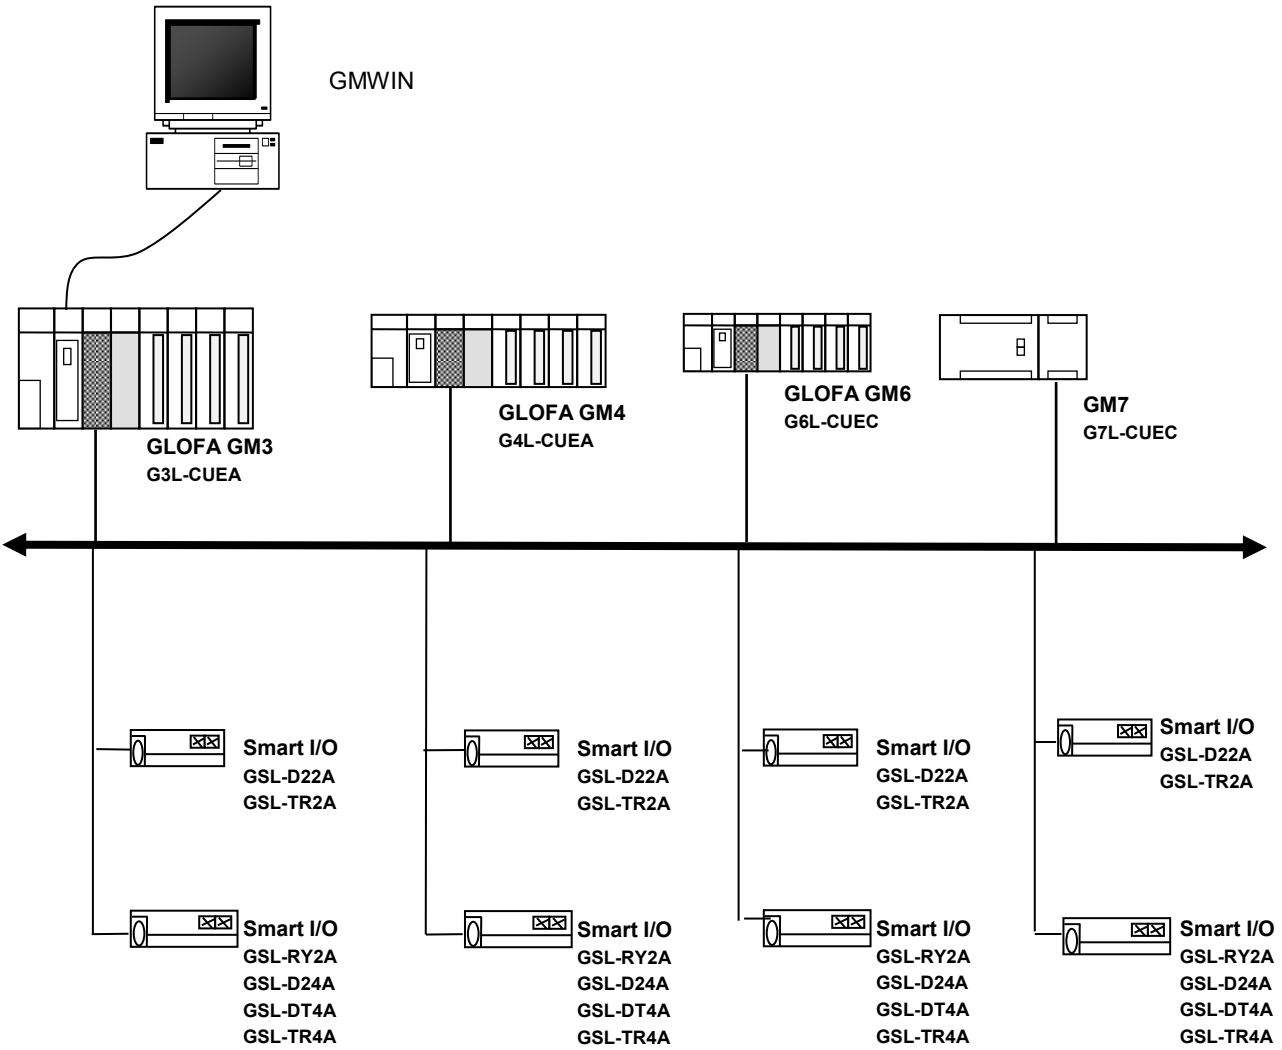 GMWIN
GLOFA GM3
G3L-CUEA
GLOFA GM4
G4L-CUEA
GLOFA GM6
G6L-CUEC
GM7
G7L-CUEC
Smart I/O
GSL-D22A
GSL-TR2A
Smart I/O
GSL-D22A
GSL-TR2A
Smart I/O
GSL-D22A
GSL-TR2A
Smart I/O
GSL-D22A
GSL-TR2A
Smart I/O
GSL-RY2A
GSL-D24A
GSL-DT4A
GSL-TR4A
Smart I/O
GSL-RY2A
GSL-D24A
GSL-DT4A
GSL-TR4A
Smart I/O
GSL-RY2A
GSL-D24A
GSL-DT4A
GSL-TR4A
Smart I/O
GSL-RY2A
GSL-D24A
GSL-DT4A
GSL-TR4A